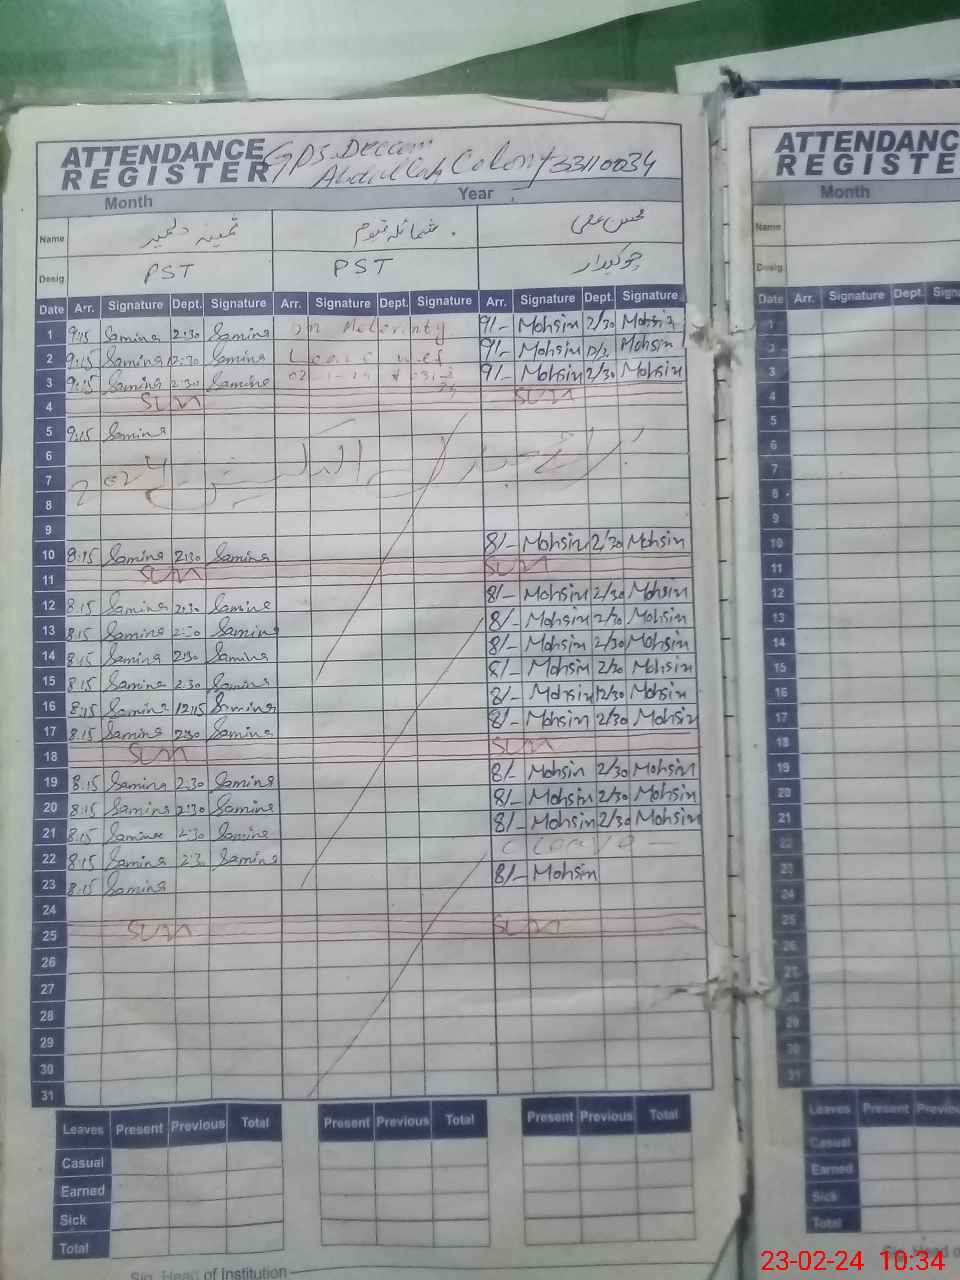 ATTENDANCE GPS Deccan
REGISTER Abdullah Colony 33110034
Month Year
Name ثمینہ شمائلہ محسن علی
Desig PST PST چوکیدار
Date Arr. Signature Dept. Signature Arr. Signature Dept. Signature Arr. Signature Dept. Signature
1 9:15 Samina 2:30 Samina on Meternity 9/- Mohsin 2/30 Mohsin
2 9:15 Samina 2:30 Samina Leave wef 9/- Mohsin Mohsin
3 9:15 Samina 2:30 Samina 9/- Mohsin 2/30 Mohsin
4 SUN SUN
5 9:15 Samina
6
7
8
9
10 8:15 Samina 2:30 Samina 8/- Mohsin 2/30 Mohsin
11 SUN SUN
12 8:15 Samina 2:30 Samina 8/- Mohsin 2/30 Mohsin
13 8:15 Samina 2:30 Samina 8/- Mohsin 2/30 Mohsin
14 8:15 Samina 2:30 Samina 8/- Mohsin 2/30 Mohsin
15 8:15 Samina 2:30 Samina 8/- Mohsin 2/30 Mohsin
16 8:15 Samina 12:15 Samina 8/- Mohsin 12/30 Mohsin
17 8:15 Samina 2:30 Samina 8/- Mohsin 2/30 Mohsin
18 SUN SUN
19 8:15 Samina 2:30 Samina 8/- Mohsin 2/30 Mohsin
20 8:15 Samina 2:30 Samina 8/- Mohsin 2/30 Mohsin
21 8:15 Samina 2:30 Samina 8/- Mohsin 2/30 Mohsin
22 8:15 Samina 2:3 Samina C Leave
23 8:15 Samina 8/- Mohsin
24
25 SUN SUN
26
27
28
29
30
31
Leaves Present Previous Total Present Previous Total Present Previous Total
Casual
Earned
Sick
Total
Sig. Head of Institution
ATTENDANC
REGISTE
Month
Name
Desig.
Date Arr. Signature Dept.
1
2
3
4
5
6
7
8
9
10
11
12
13
14
15
16
17
18
19
20
21
22
23
24
25
26
27
28
29
30
31
Leaves Present
Casual
Earned
Sick
Total
23-02-24 10:34